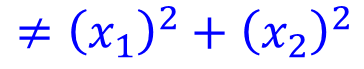 ≠ (x₁)² + (x₂)²